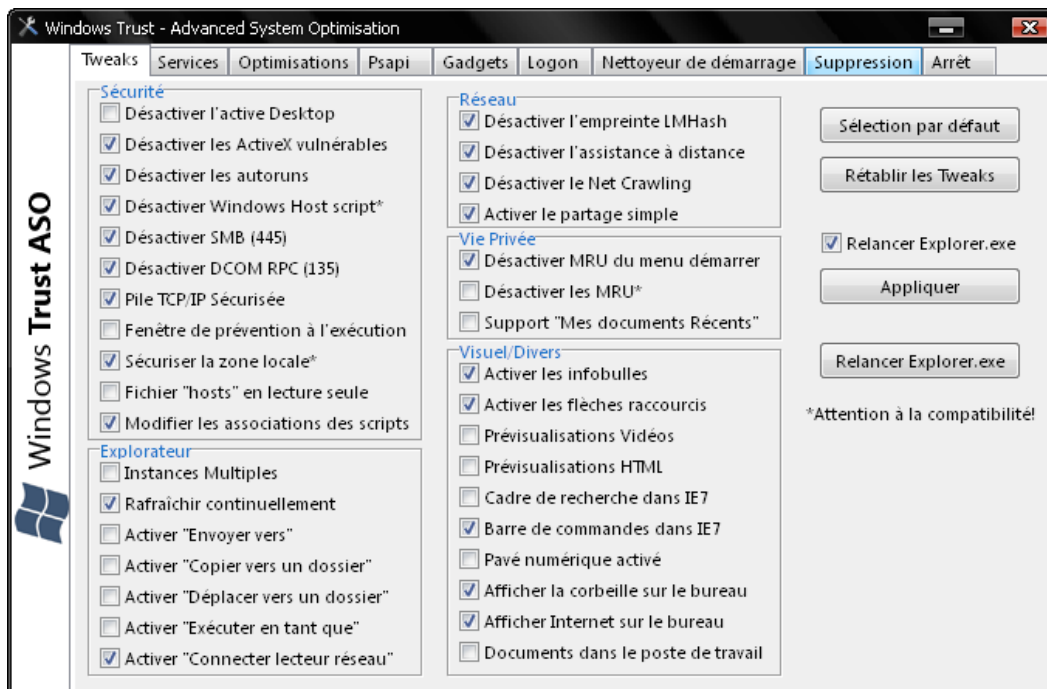 Windows Trust - Advanced System Optimisation
Tweaks
Services
Optimisations
Psapi
Gadgets
Logon
Nettoyeur de démarrage
Suppression
Arrêt
Windows Trust ASO
Sécurité
Désactiver l'active Desktop
Désactiver les ActiveX vulnérables
Désactiver les autoruns
Désactiver Windows Host script*
Désactiver SMB (445)
Désactiver DCOM RPC (135)
Pile TCP/IP Sécurisée
Fenêtre de prévention à l'exécution
Sécuriser la zone locale*
Fichier "hosts" en lecture seule
Modifier les associations des scripts
Explorateur
Instances Multiples
Rafraîchir continuellement
Activer "Envoyer vers"
Activer "Copier vers un dossier"
Activer "Déplacer vers un dossier"
Activer "Exécuter en tant que"
Activer "Connecter lecteur réseau"
Réseau
Désactiver l'empreinte LMHash
Désactiver l'assistance à distance
Désactiver le Net Crawling
Activer le partage simple
Vie Privée
Désactiver MRU du menu démarrer
Désactiver les MRU*
Support "Mes documents Récents"
Visuel/Divers
Activer les infobulles
Activer les flèches raccourcis
Prévisualisations Vidéos
Prévisualisations HTML
Cadre de recherche dans IE7
Barre de commandes dans IE7
Pavé numérique activé
Afficher la corbeille sur le bureau
Afficher Internet sur le bureau
Documents dans le poste de travail
Sélection par défaut
Rétablir les Tweaks
Relancer Explorer.exe
Appliquer
Relancer Explorer.exe
*Attention à la compatibilité!